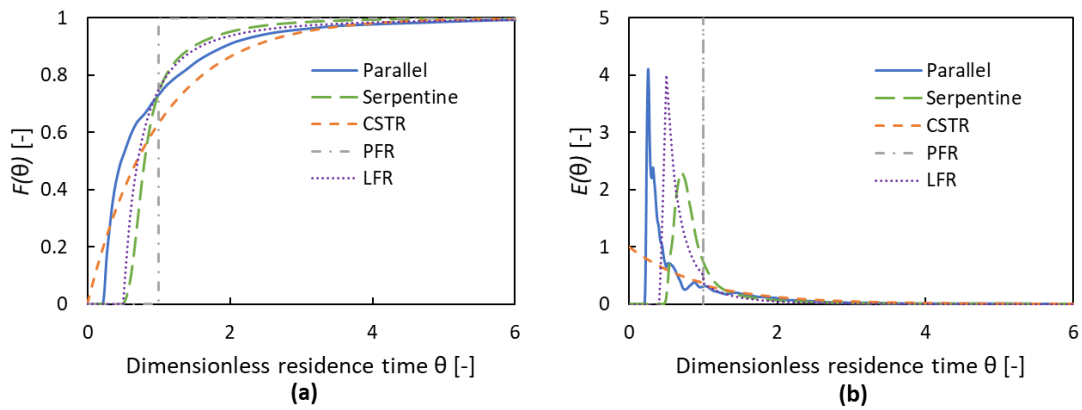 1
0.8
0.6
0.4
0.2
0
F(θ) [-]
Parallel
Serpentine
CSTR
PFR
LFR
0
2
4
6
Dimensionless residence time θ [-]
(a)
5
4
3
2
1
0
E(θ) [-]
Parallel
Serpentine
CSTR
PFR
LFR
0
2
4
6
Dimensionless residence time θ [-]
(b)